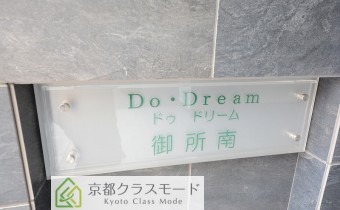 Do・Dream
ドゥ ドリーム
御所南
京都クラスモード
Kyoto Class Mode